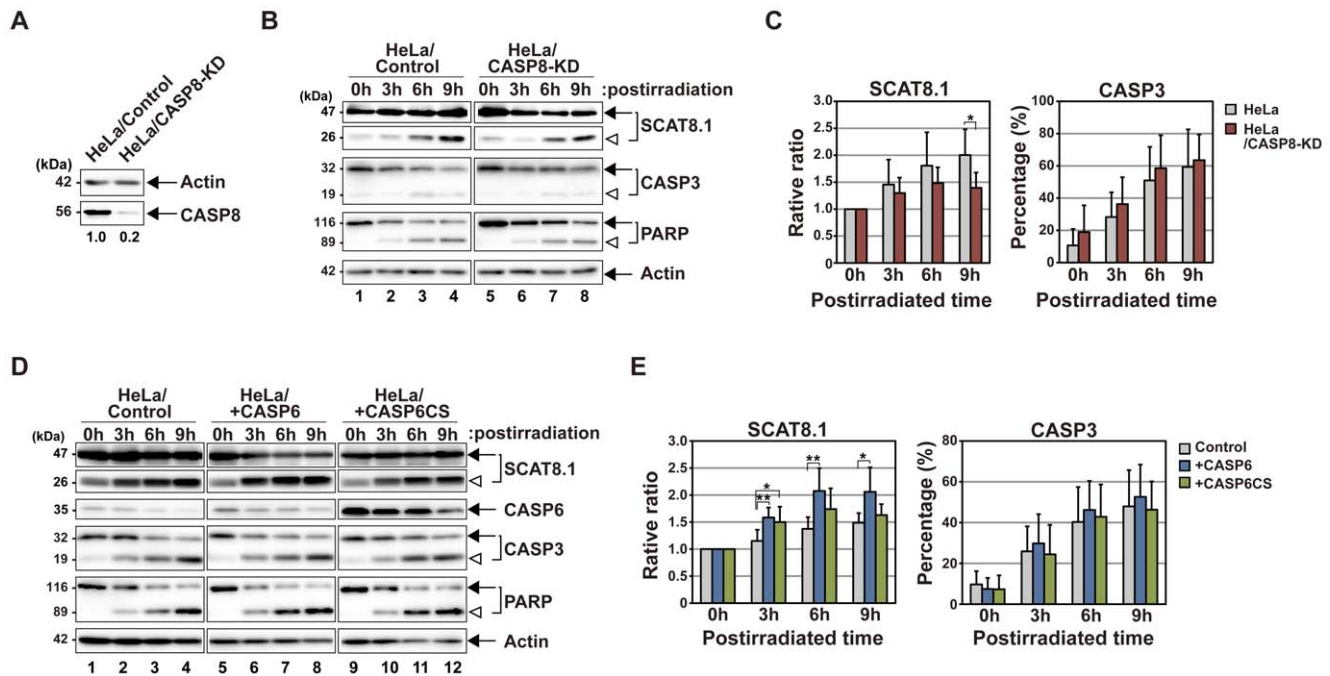 A
HeLa/Control
HeLa/CASP8-KD
(kDa)
42 Actin
56 CASP8
1.0 0.2
B
HeLa/ Control
HeLa/ CASP8-KD
0h 3h 6h 9h 0h 3h 6h 9h :postirradiation
(kDa)
47
SCAT8.1
26
32
CASP3
19
116
PARP
89
42 Actin
1 2 3 4 5 6 7 8
C
SCAT8.1
Rative ratio
3.0
2.5
2.0
1.5
1.0
0.5
0
*
0h 3h 6h 9h
Postirradiated time
CASP3
Percentage (%)
100
80
60
40
20
0
0h 3h 6h 9h
Postirradiated time
HeLa
HeLa
/CASP8-KD
D
HeLa/ Control
HeLa/ +CASP6
HeLa/ +CASP6CS
0h 3h 6h 9h 0h 3h 6h 9h 0h 3h 6h 9h :postirradiation
(kDa)
47
SCAT8.1
26
35 CASP6
32
CASP3
19
116
PARP
89
42 Actin
1 2 3 4 5 6 7 8 9 10 11 12
E
SCAT8.1
Rative ratio
3.0
2.5
2.0
1.5
1.0
0.5
0
*
**
**
*
0h 3h 6h 9h
Postirradiated time
CASP3
Percentage (%)
100
80
60
40
20
0
0h 3h 6h 9h
Postirradiated time
Control
+CASP6
+CASP6CS